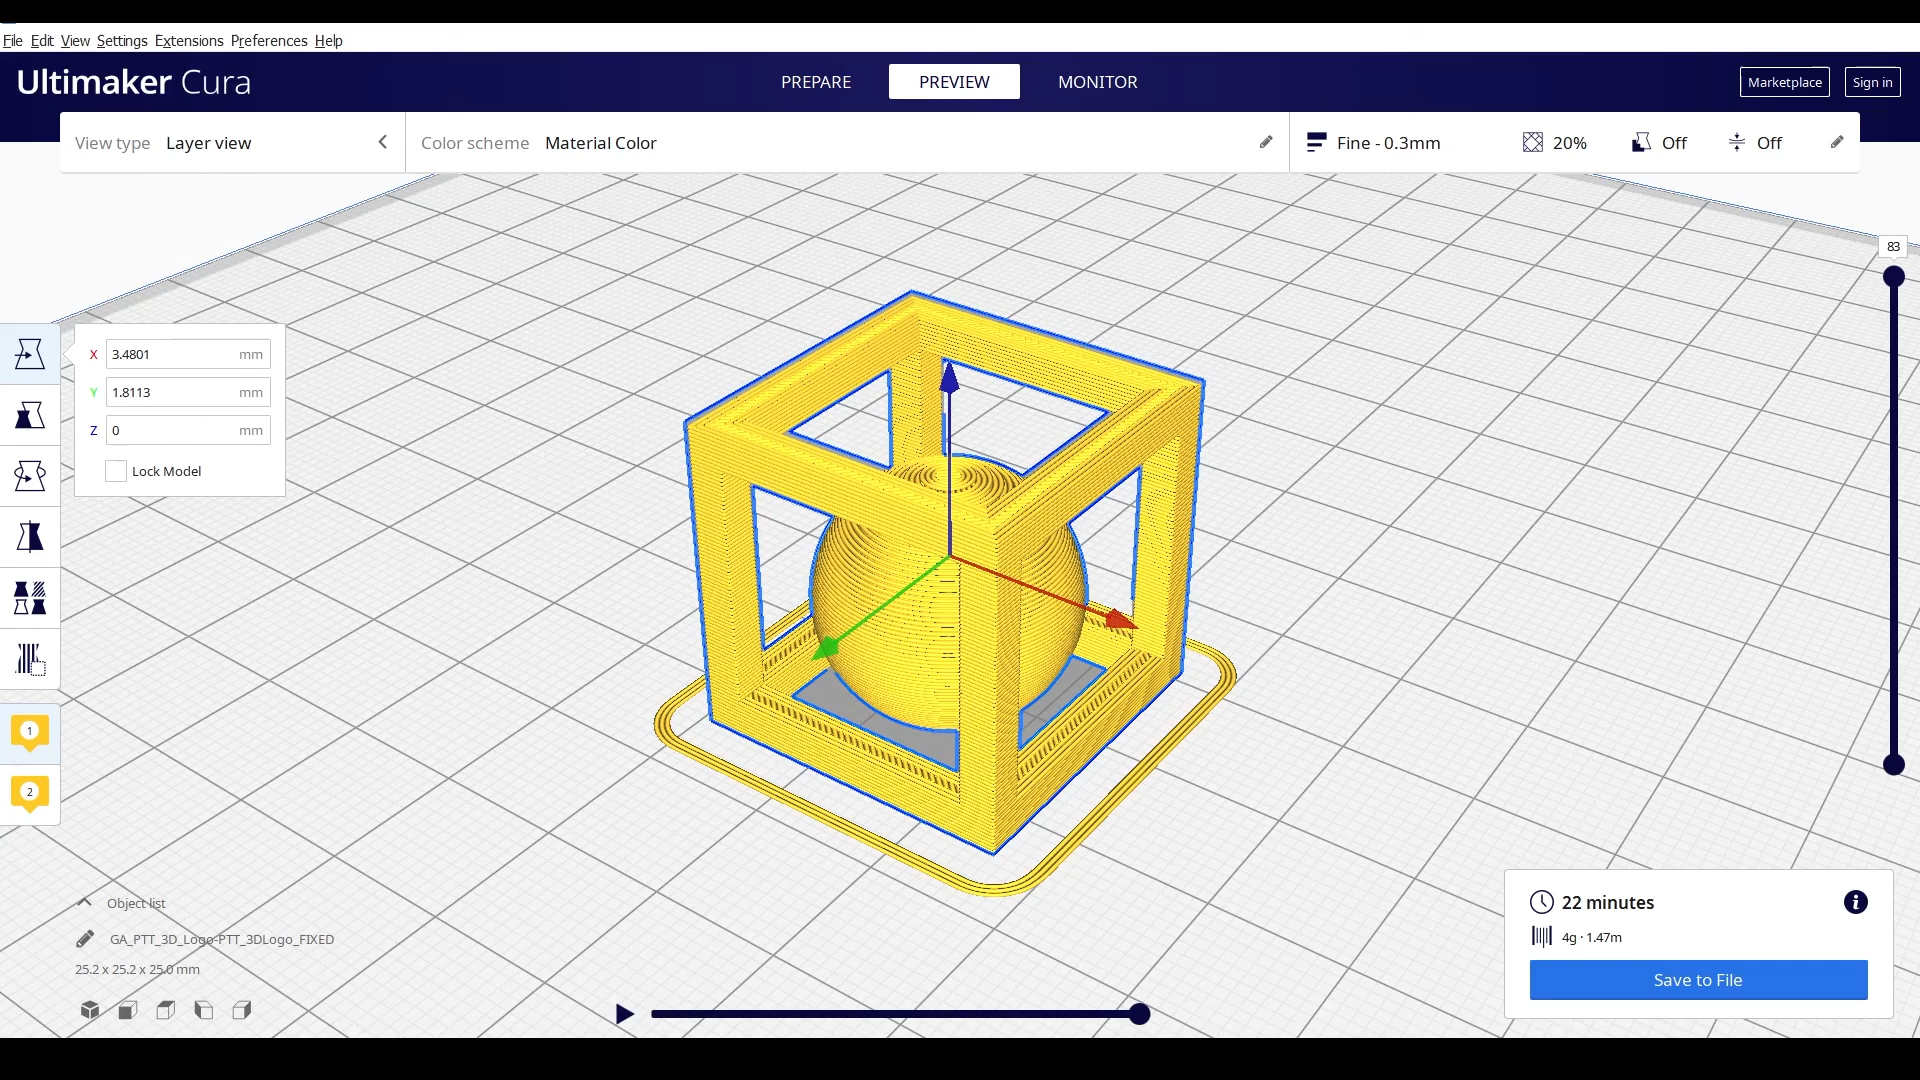 File Edit View Settings Extensions Preferences Help
Ultimaker Cura
PREPARE PREVIEW MONITOR
Marketplace Sign in
View type Layer view
Color scheme Material Color
Fine - 0.3mm 20% Off Off
83
X 3.4801 mm
Y 1.8113 mm
Z 0 mm
Lock Model
1
2
Object list
GA_PTT_3D_Logo-PTT_3DLogo_FIXED
25.2 x 25.2 x 25.0 mm
22 minutes
4g · 1.47m
Save to File